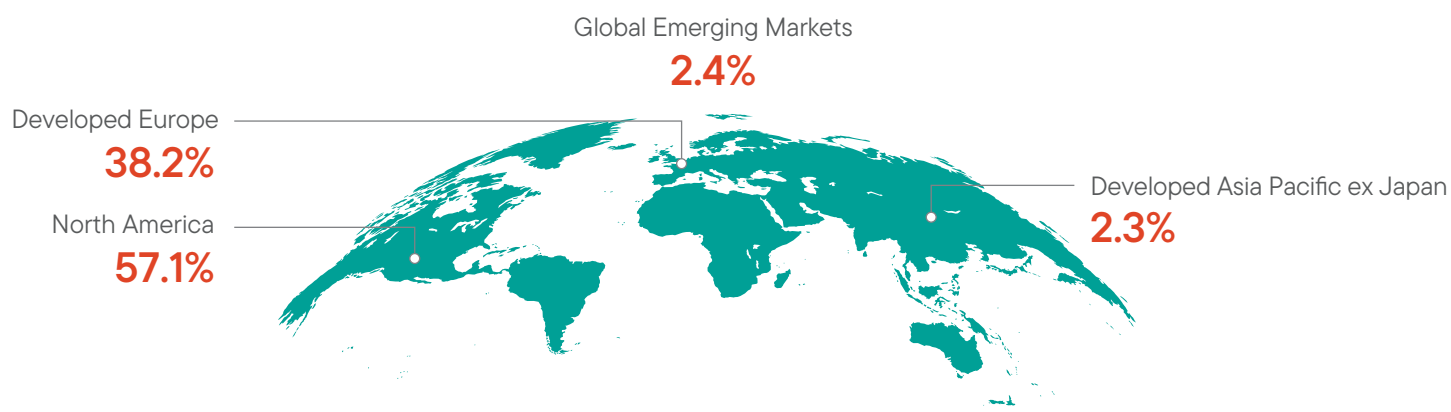 Global Emerging Markets
2.4%
Developed Europe
38.2%
North America
57.1%
Developed Asia Pacific ex Japan
2.3%